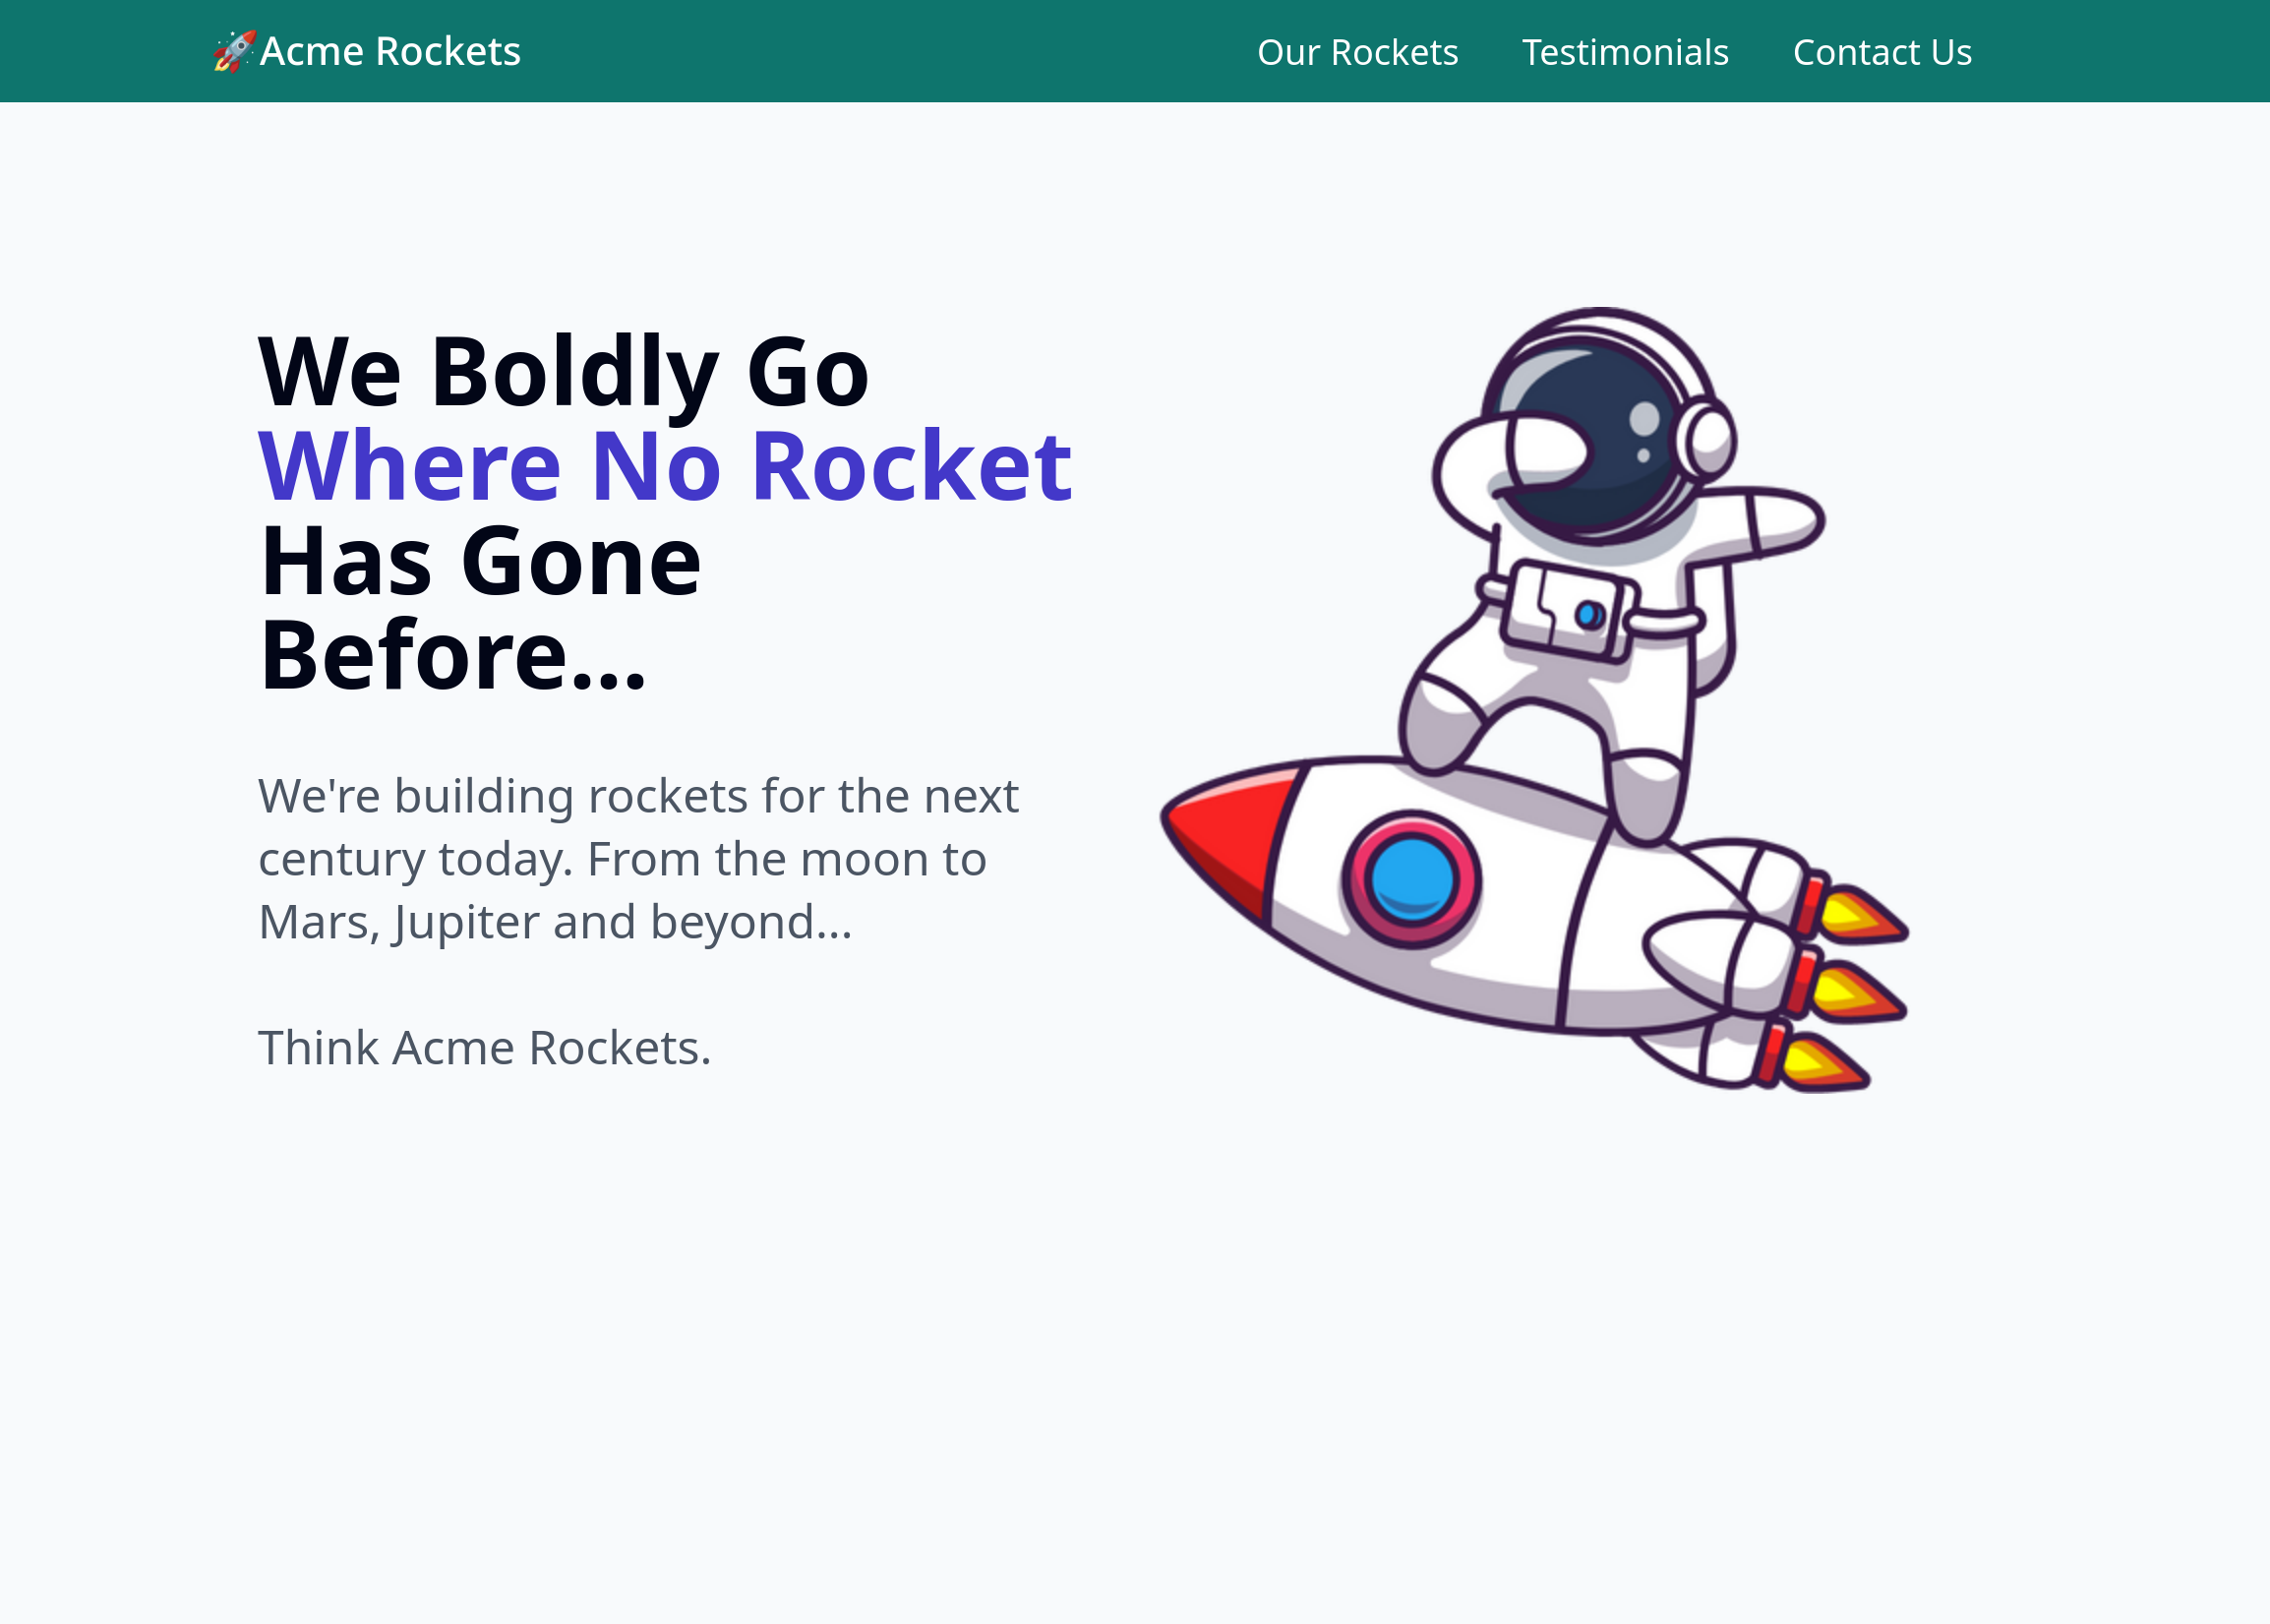 🚀Acme Rockets
Our Rockets
Testimonials
Contact Us
We Boldly Go
Where No Rocket
Has Gone
Before...
We're building rockets for the next
century today. From the moon to
Mars, Jupiter and beyond...
Think Acme Rockets.